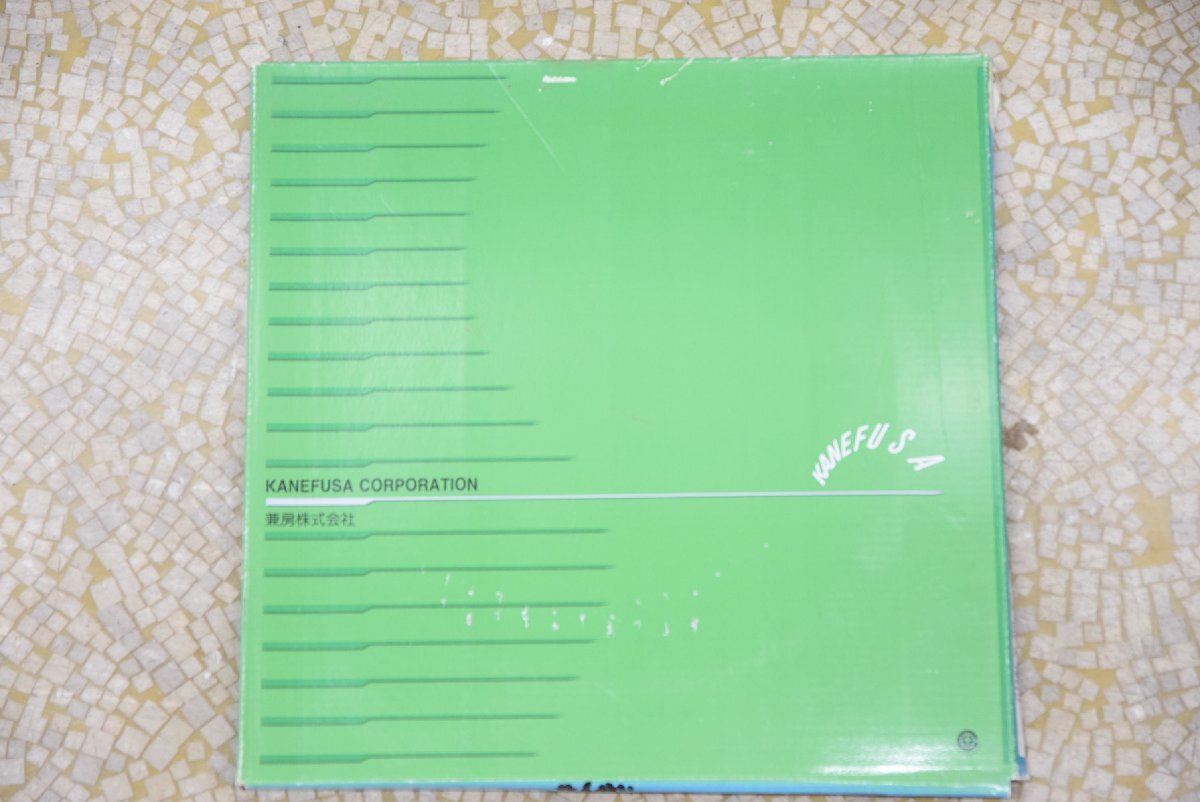 KANEFUSA
KANEFUSA CORPORATION
兼房株式会社